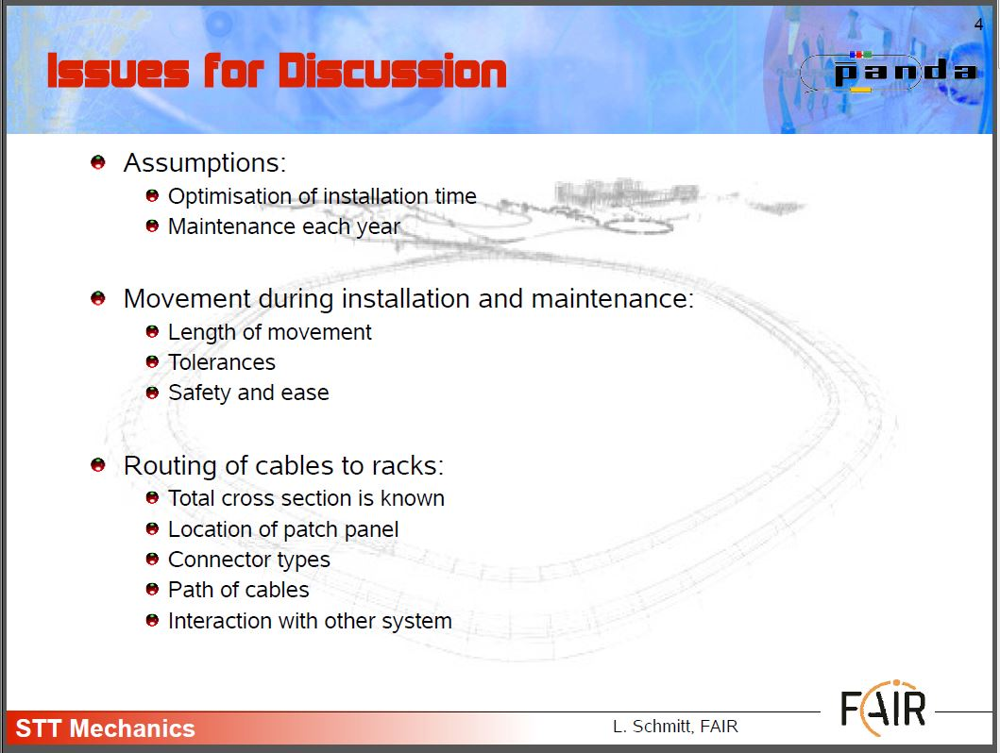 4
Issues for Discussion
panda
Assumptions:
Optimisation of installation time
Maintenance each year
Movement during installation and maintenance:
Length of movement
Tolerances
Safety and ease
Routing of cables to racks:
Total cross section is known
Location of patch panel
Connector types
Path of cables
Interaction with other system
FAIR
STT Mechanics
L. Schmitt, FAIR